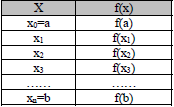 X f(x)
x₀=a f(a)
x₁ f(x₁)
x₂ f(x₂)
x₃ f(x₃)
...... ......
xₙ=b f(b)